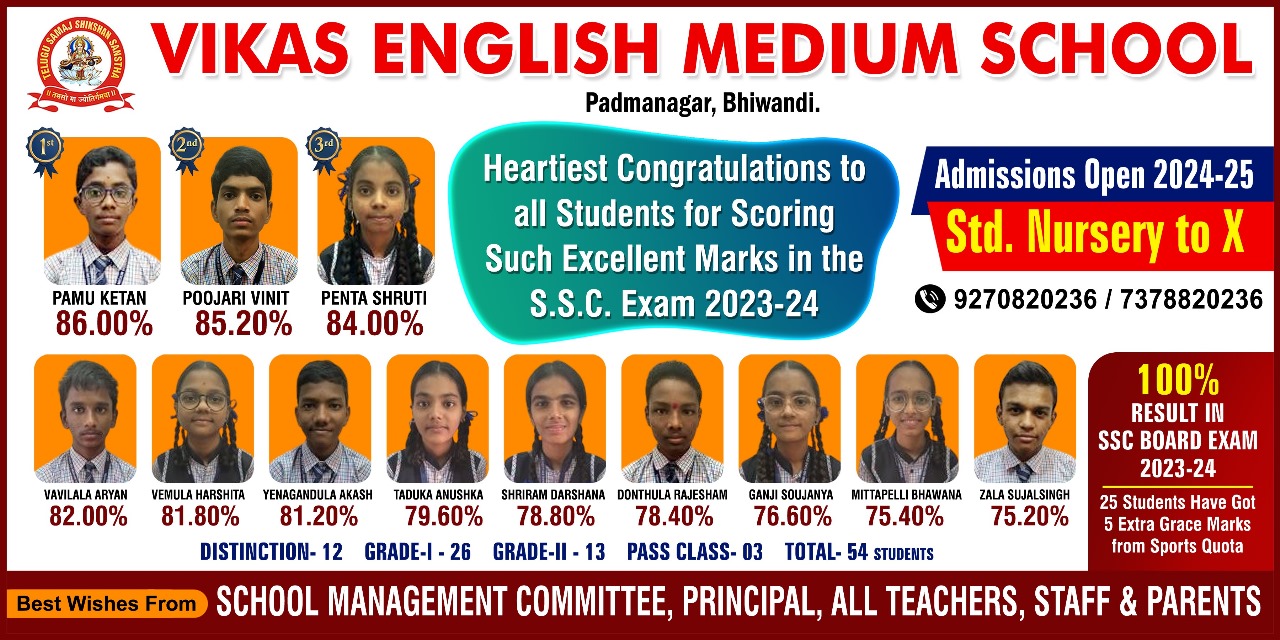 TELUGU SAMAJ SHIKSHAN SANSTHA
|| तमसो मा ज्योतिर्गमया ||
VIKAS ENGLISH MEDIUM SCHOOL
Padmanagar, Bhiwandi.
1st
2nd
3rd
PAMU KETAN
86.00%
POOJARI VINIT
85.20%
PENTA SHRUTI
84.00%
Heartiest Congratulations to
all Students for Scoring
Such Excellent Marks in the
S.S.C. Exam 2023-24
Admissions Open 2024-25
Std. Nursery to X
9270820236 / 7378820236
VAVILALA ARYAN
82.00%
VEMULA HARSHITA
81.80%
YENAGANDULA AKASH
81.20%
TADUKA ANUSHKA
79.60%
SHRIRAM DARSHANA
78.80%
DONTHULA RAJESHAM
78.40%
GANJI SOUJANYA
76.60%
MITTAPELLI BHAWANA
75.40%
ZALA SUJALSINGH
75.20%
DISTINCTION- 12 GRADE-I - 26 GRADE-II - 13 PASS CLASS- 03 TOTAL- 54 STUDENTS
100%
RESULT IN
SSC BOARD EXAM
2023-24
25 Students Have Got
5 Extra Grace Marks
from Sports Quota
Best Wishes From SCHOOL MANAGEMENT COMMITTEE, PRINCIPAL, ALL TEACHERS, STAFF & PARENTS